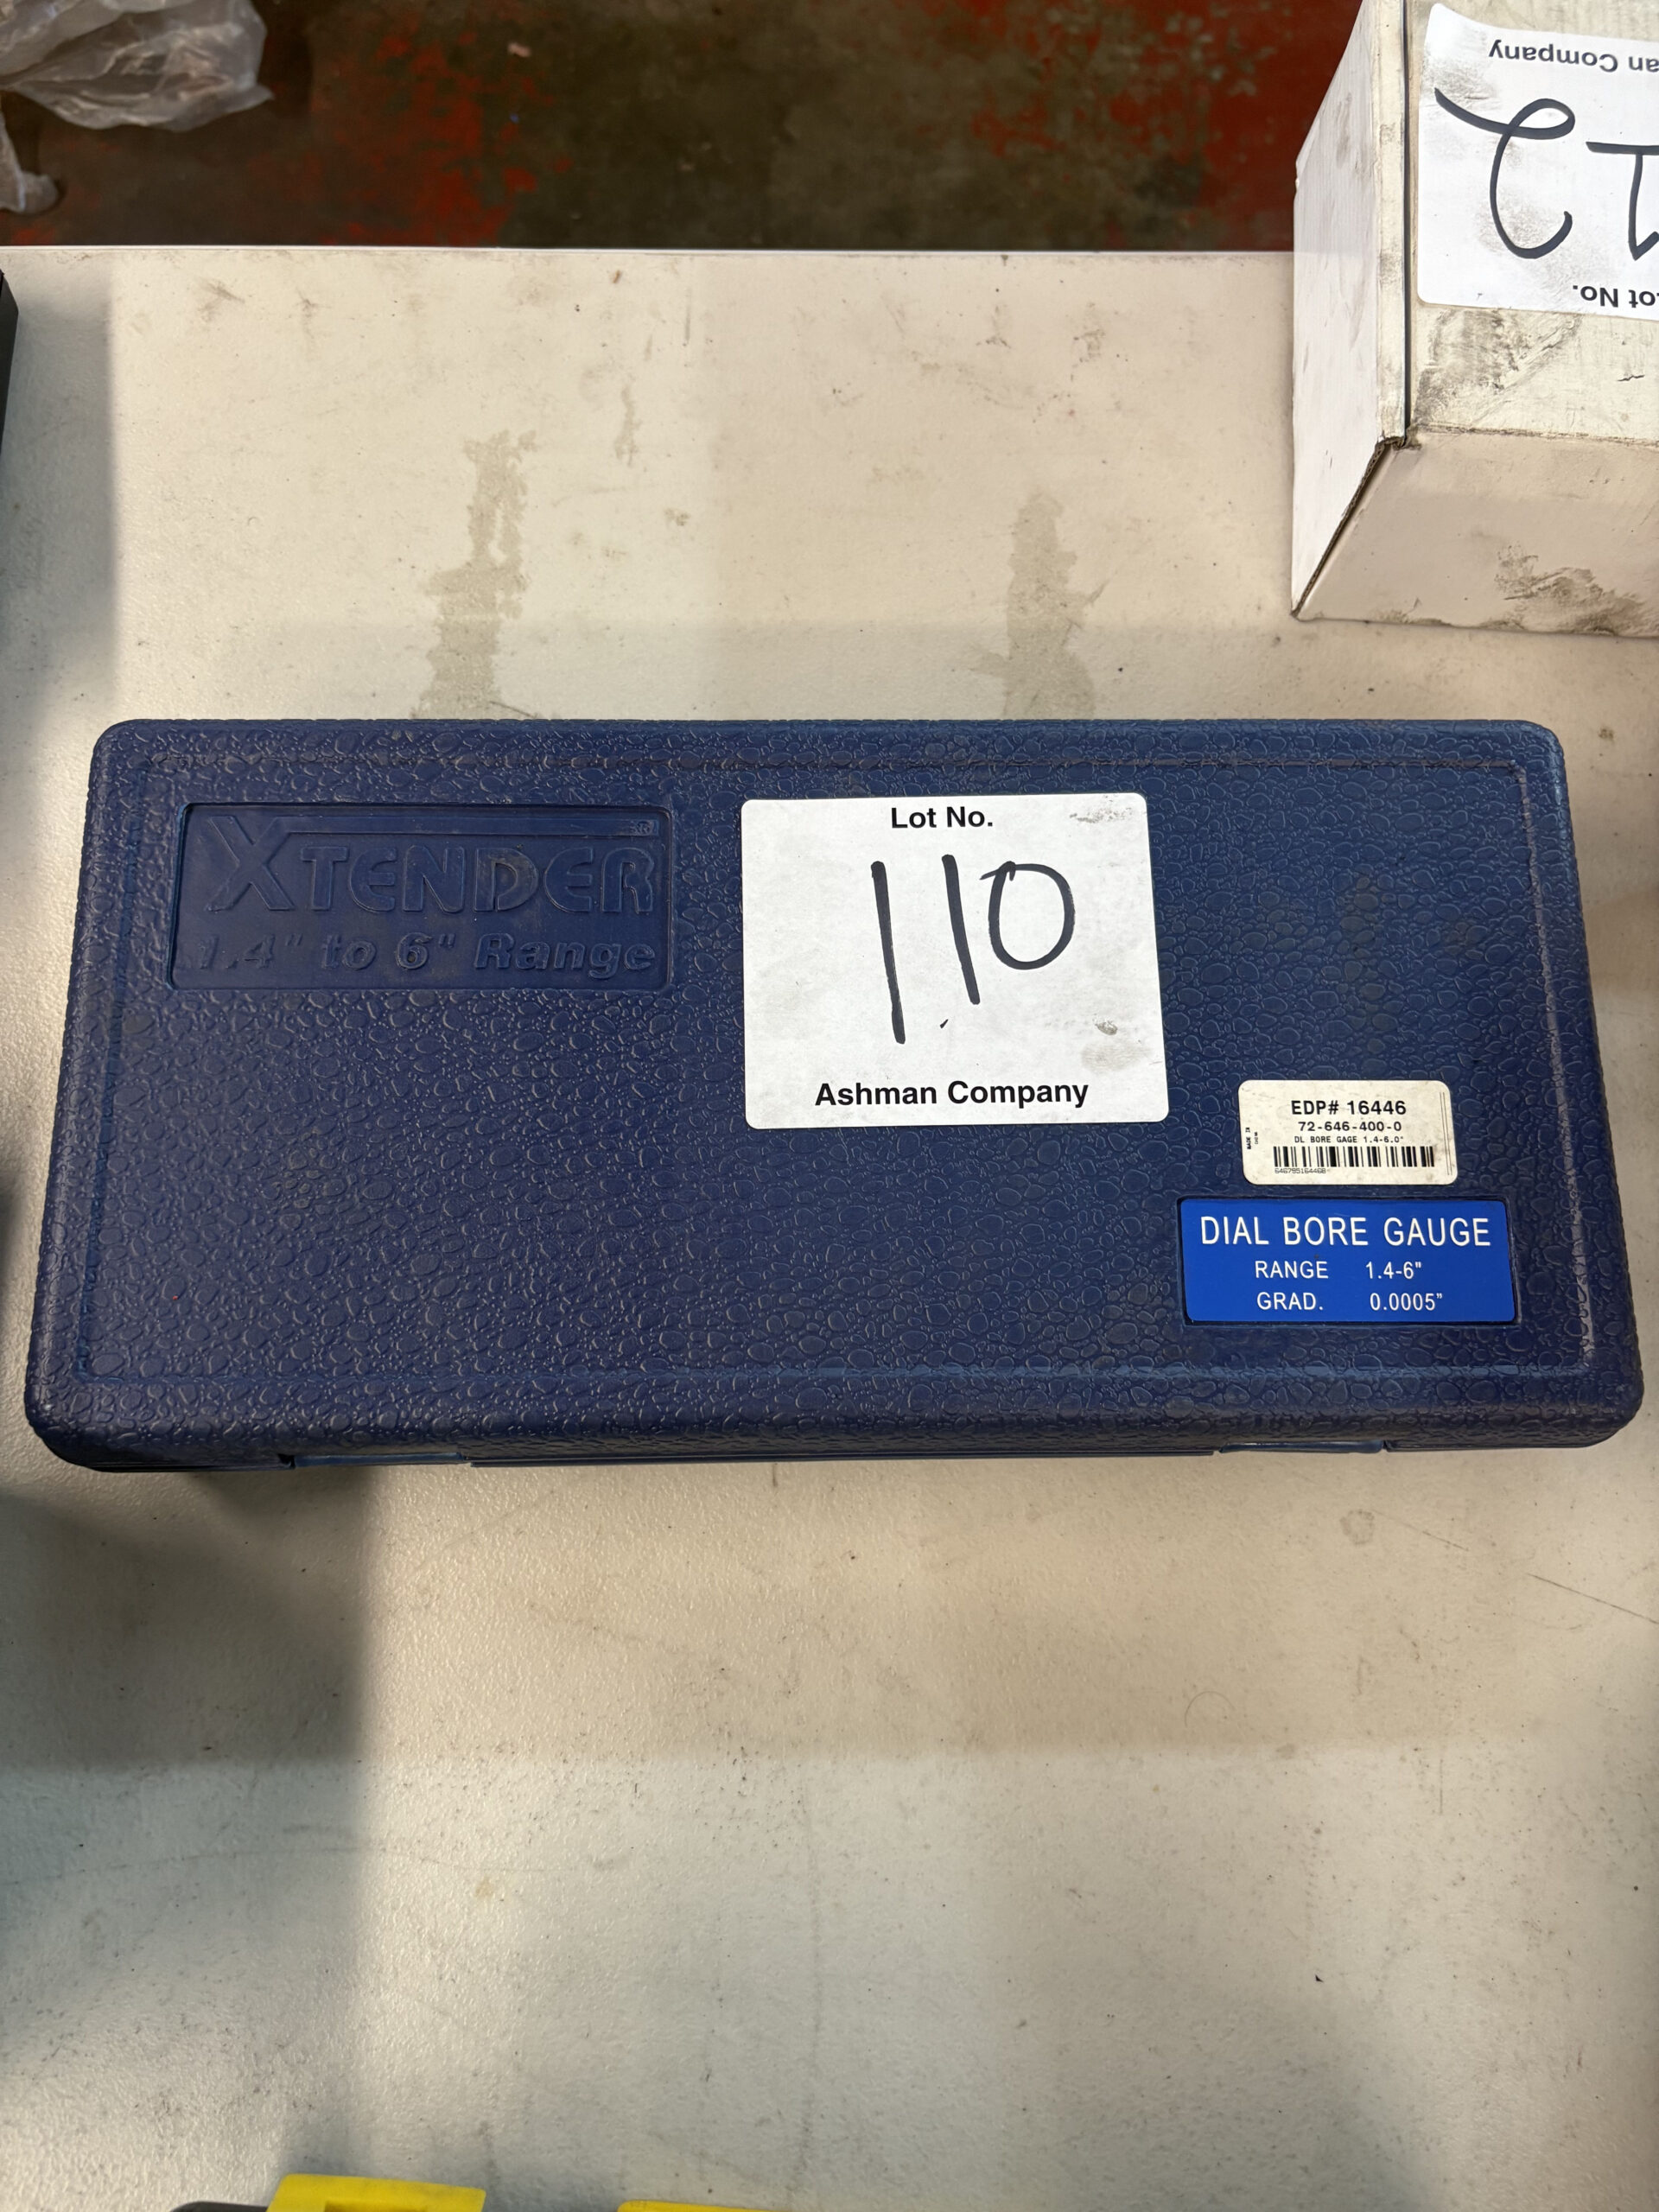 an Company
Lot No.
XTENDER
1.4" to 6" Range
Lot No.
110
Ashman Company
EDP# 16446
72-646-400-0
DL BORE GAGE 1.4-6.0"
MADE IN
DIAL BORE GAUGE
RANGE 1.4-6"
GRAD. 0.0005"